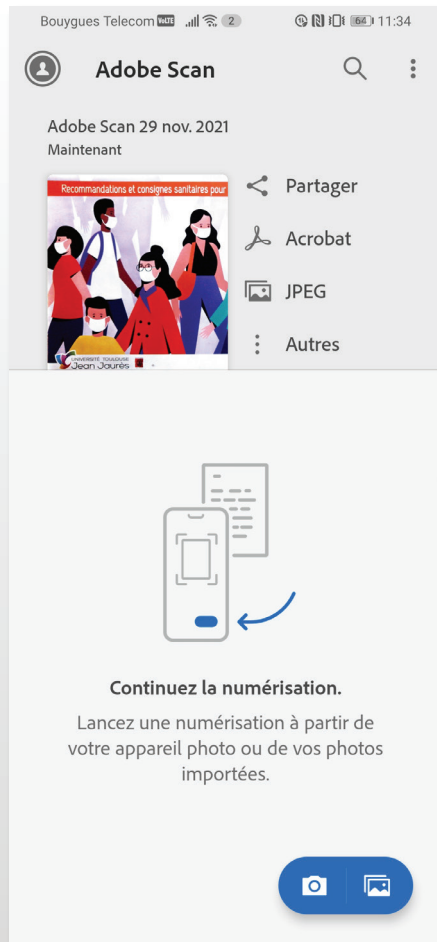 Bouygues Telecom VoLTE 2 64 11:34
Adobe Scan
Adobe Scan 29 nov. 2021
Maintenant
Recommandations et consignes sanitaires pour
UNIVERSITÉ TOULOUSE
Jean Jaurès
Partager
Acrobat
JPEG
Autres
Continuez la numérisation.
Lancez une numérisation à partir de
votre appareil photo ou de vos photos
importées.